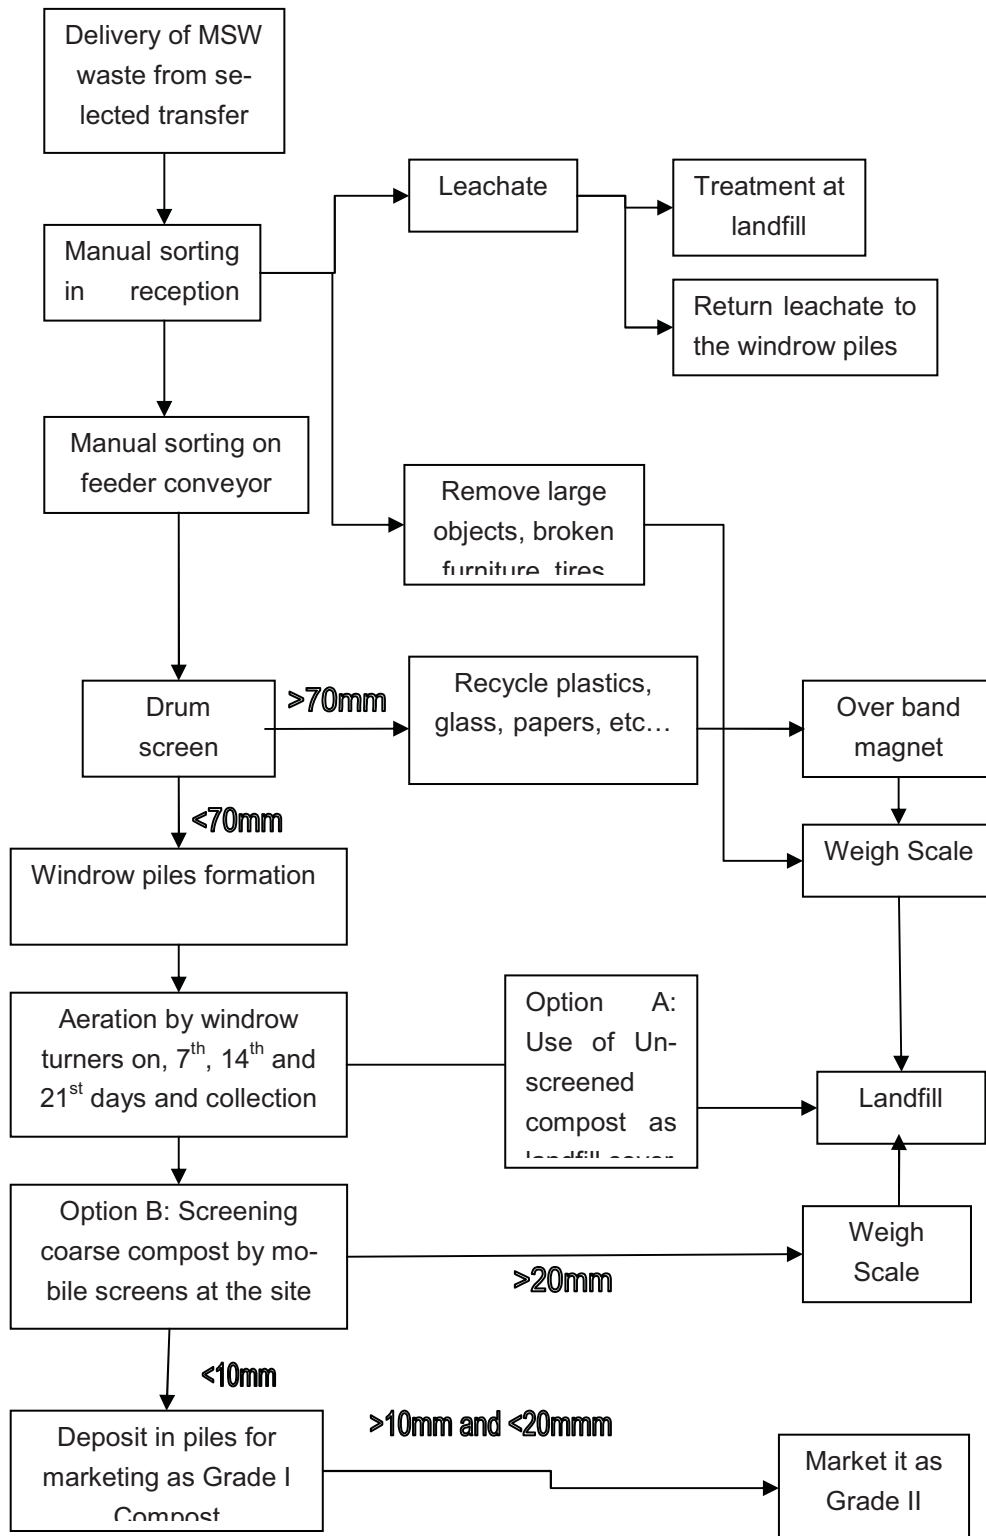 Delivery of MSW
waste from se-
lected transfer
Leachate
Treatment at
landfill
Manual sorting
in reception
Return leachate to
the windrow piles
Manual sorting on
feeder conveyor
Remove large
objects, broken
furniture, tires
Drum
screen
>70mm
Recycle plastics,
glass, papers, etc…
Over band
magnet
<70mm
Weigh Scale
Windrow piles formation
Aeration by windrow
turners on, 7th, 14th and
21st days and collection
Option A:
Use of Un-
screened
compost as
landfill cover
Landfill
Option B: Screening
coarse compost by mo-
bile screens at the site
>20mm
Weigh
Scale
<10mm
>10mm and <20mmm
Deposit in piles for
marketing as Grade I
Compost
Market it as
Grade II